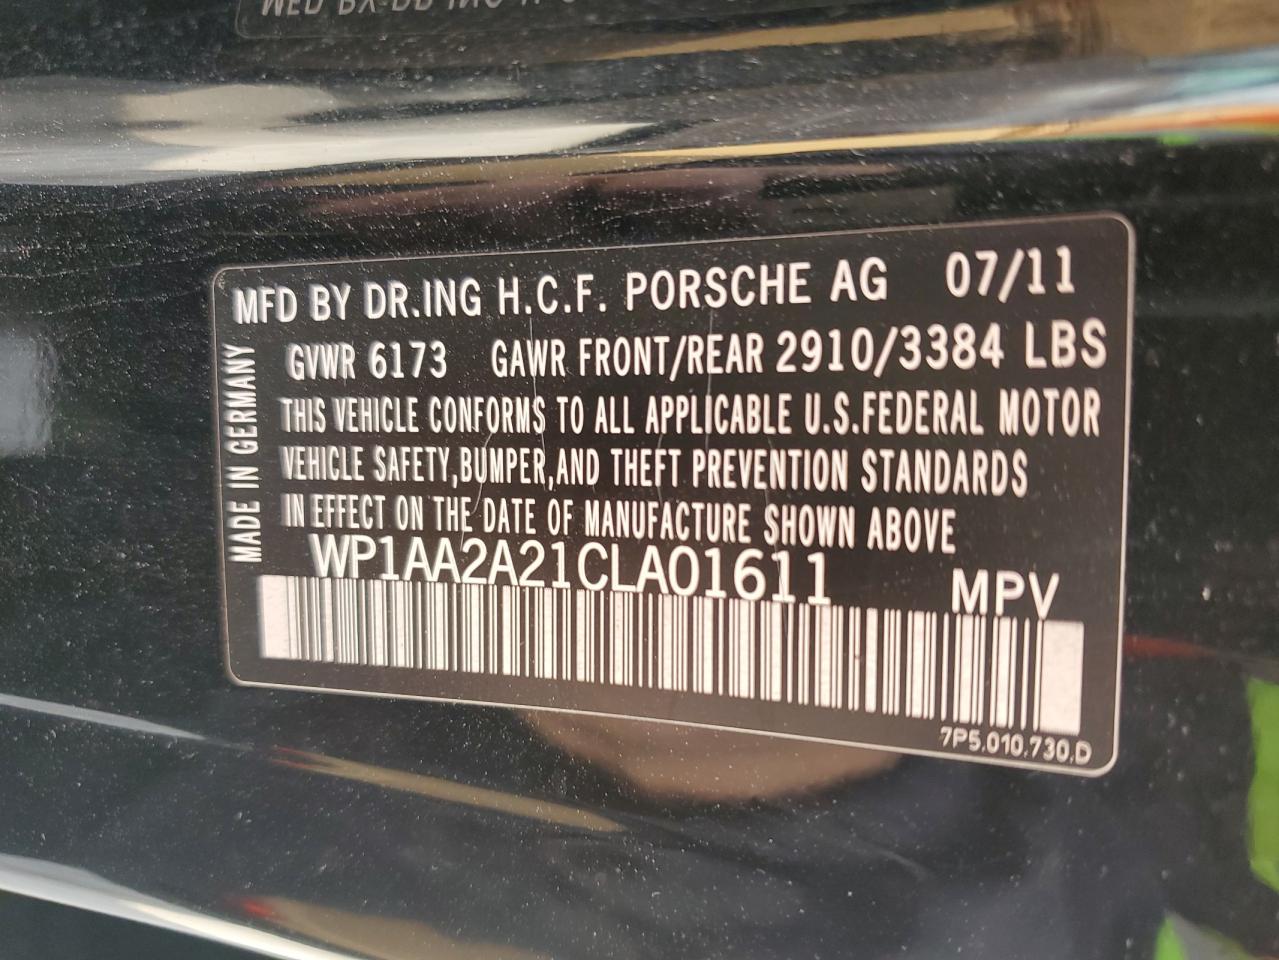 MFD BY DR.ING H.C.F. PORSCHE AG 07/11
GVWR 6173 GAWR FRONT/REAR 2910/3384 LBS
THIS VEHICLE CONFORMS TO ALL APPLICABLE U.S.FEDERAL MOTOR
VEHICLE SAFETY,BUMPER,AND THEFT PREVENTION STANDARDS
IN EFFECT ON THE DATE OF MANUFACTURE SHOWN ABOVE
WP1AA2A21CLA01611 MPV
7P5.010.730.D
MADE IN GERMANY